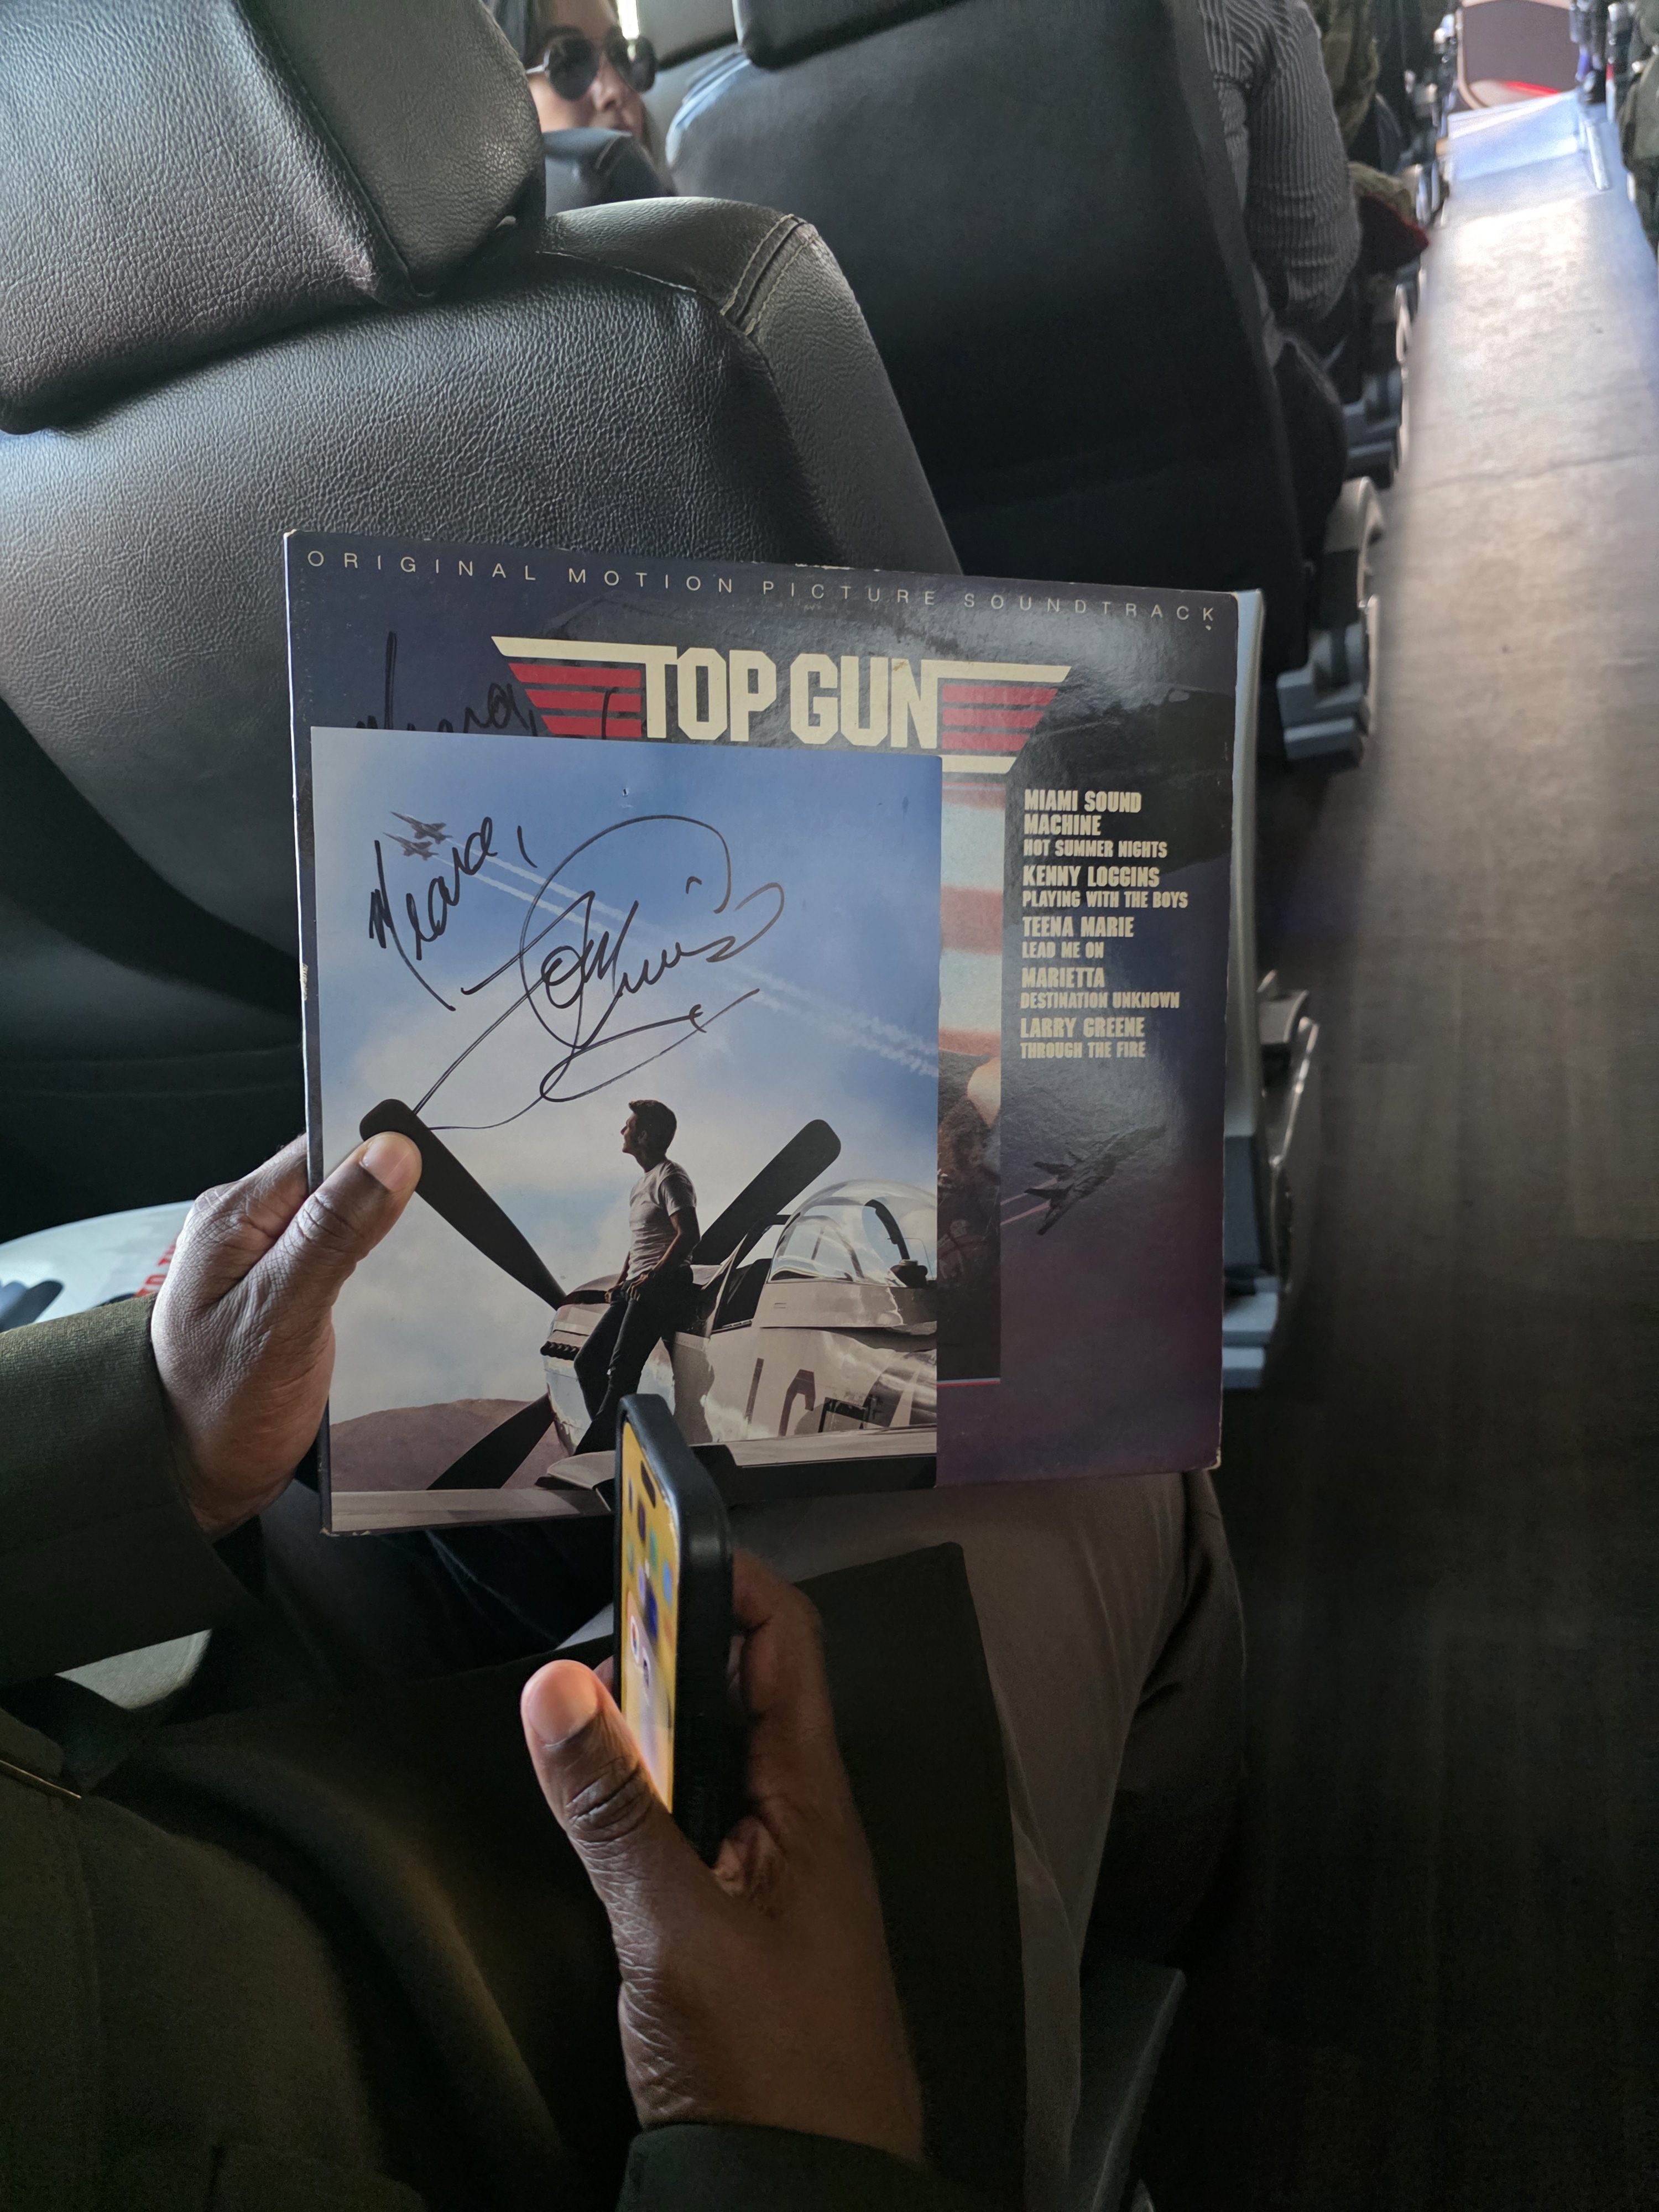 ORIGINAL MOTION PICTURE SOUNDTRACK
TOP GUN
MIAMI SOUND
MACHINE
HOT SUMMER NIGHTS
KENNY LOGGINS
PLAYING WITH THE BOYS
TEENA MARIE
LEAD ME ON
MARIETTA
DESTINATION UNKNOWN
LARRY GREENE
THROUGH THE FIRE